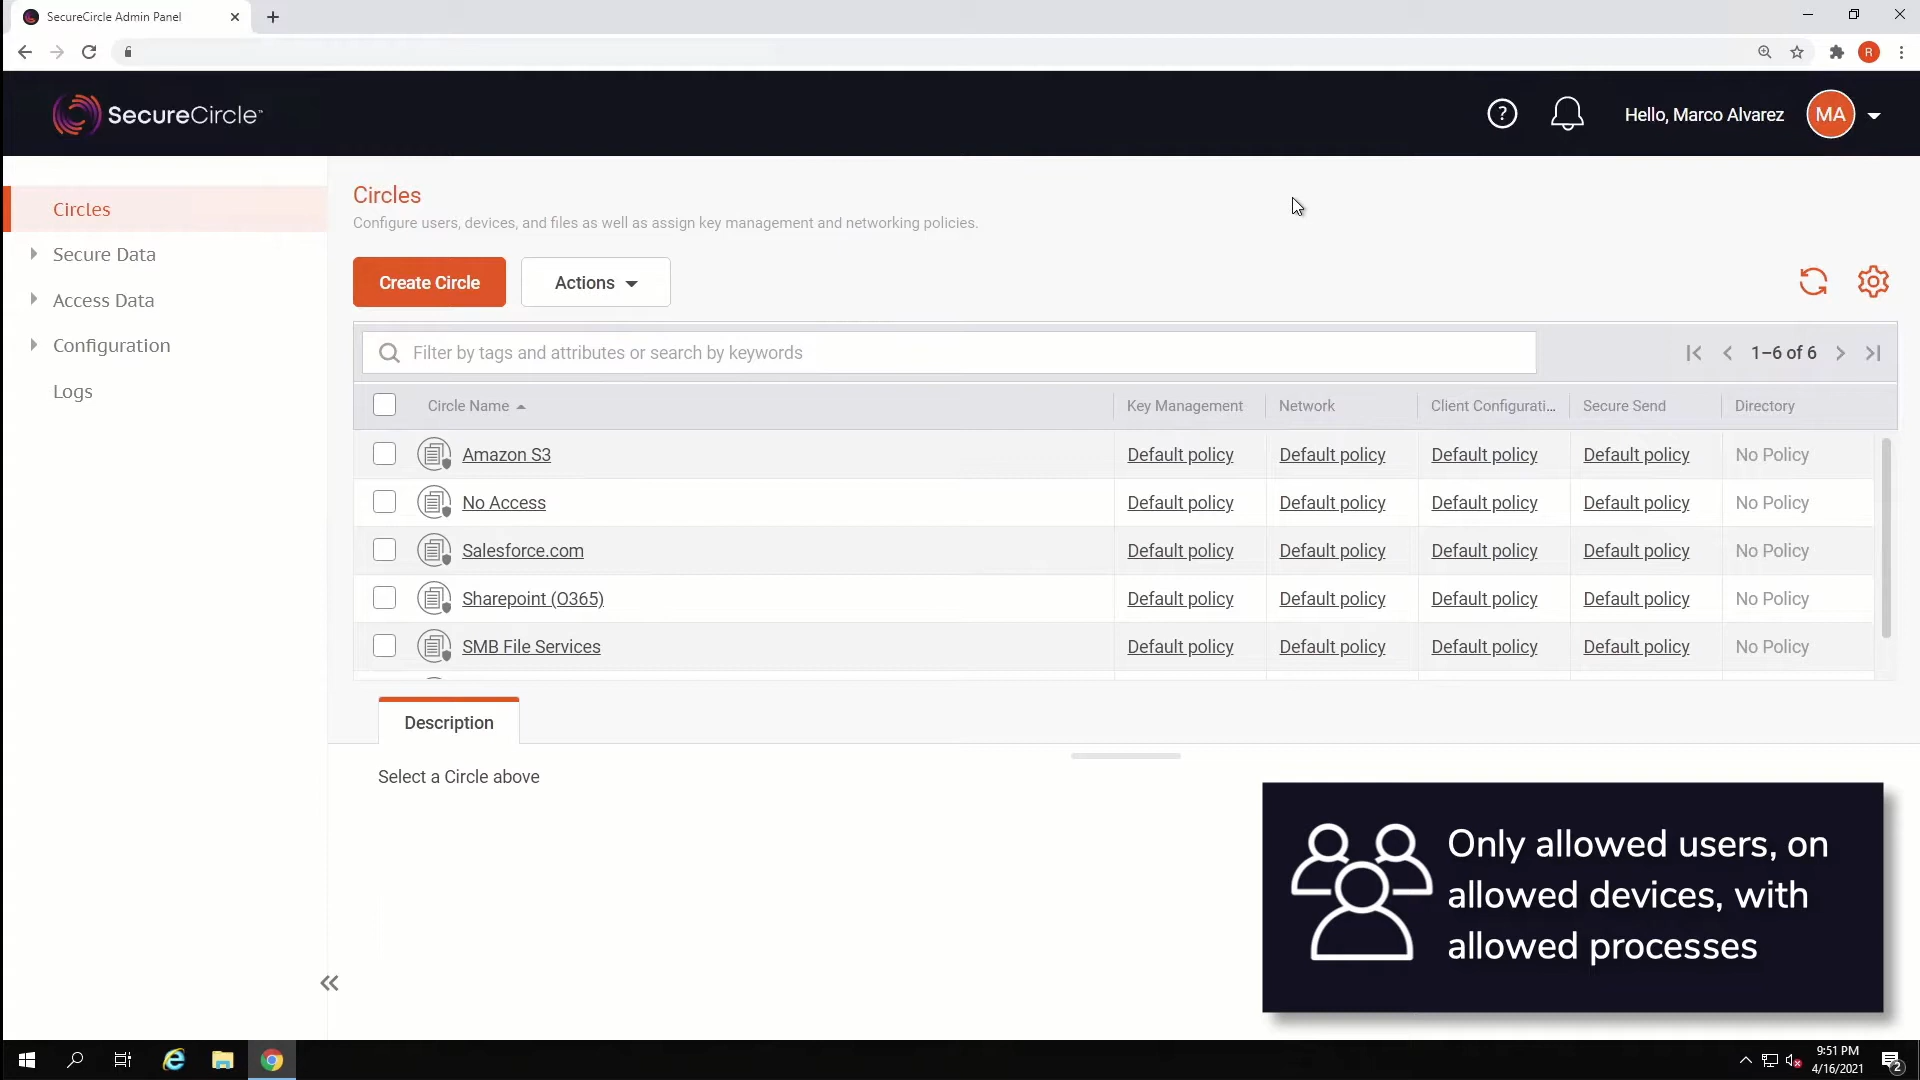 SecureCircle Admin Panel
R
SecureCircle™
?
Hello, Marco Alvarez
MA
Circles
Secure Data
Access Data
Configuration
Logs
Circles
Configure users, devices, and files as well as assign key management and networking policies.
Create Circle
Actions
Filter by tags and attributes or search by keywords
1–6 of 6
Circle Name Key Management Network Client Configurati... Secure Send Directory
Amazon S3 Default policy Default policy Default policy Default policy No Policy
No Access Default policy Default policy Default policy Default policy No Policy
Salesforce.com Default policy Default policy Default policy Default policy No Policy
Sharepoint (O365) Default policy Default policy Default policy Default policy No Policy
SMB File Services Default policy Default policy Default policy Default policy No Policy
Description
Select a Circle above
Only allowed users, on
allowed devices, with
allowed processes
9:51 PM
4/16/2021
2